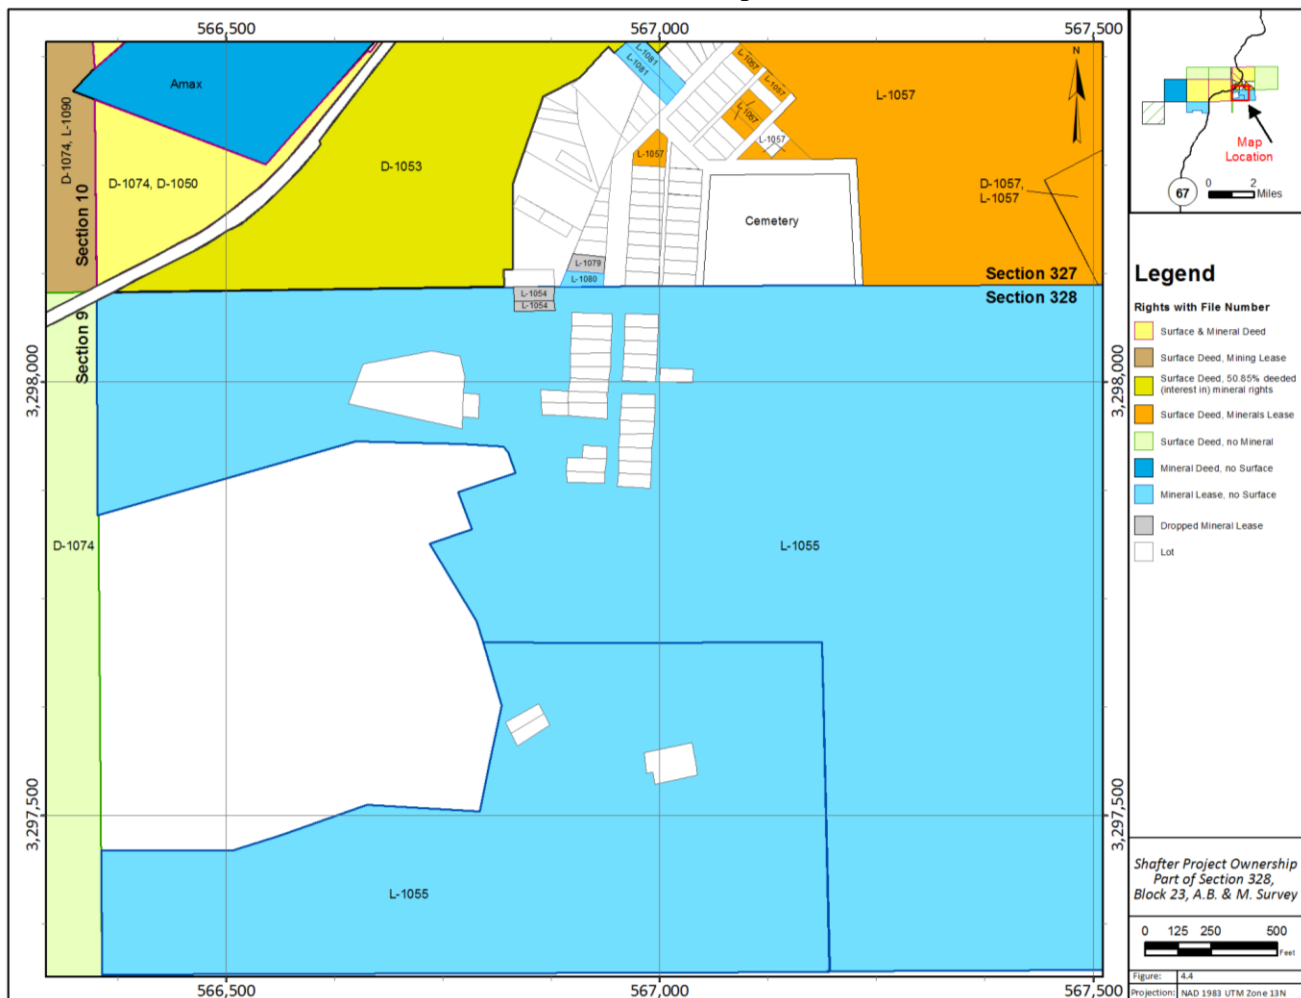 566,500
567,000
567,500
Amax
D-1074, L-1090
Section 10
D-1074, D-1050
D-1053
L-1081
L-1081
L-1057
L-1057
L-1057
L-1057
L-1057
L-1057
D-1057,
L-1057
Cemetery
L-1079
L-1080
L-1054
L-1054
Section 327
Section 328
Section 9
3,298,000
3,298,000
D-1074
L-1055
3,297,500
3,297,500
L-1055
566,500
567,000
567,500
N
Map
Location
67
0 2
Miles
Legend
Rights with File Number
Surface & Mineral Deed
Surface Deed, Mining Lease
Surface Deed, 50.85% deeded
(interest in) mineral rights
Surface Deed, Minerals Lease
Surface Deed, no Mineral
Mineral Deed, no Surface
Mineral Lease, no Surface
Dropped Mineral Lease
Lot
Shafter Project Ownership
Part of Section 328,
Block 23, A.B. & M. Survey
0 125 250 500
Feet
Figure: 4.4
Projection: NAD 1983 UTM Zone 13N